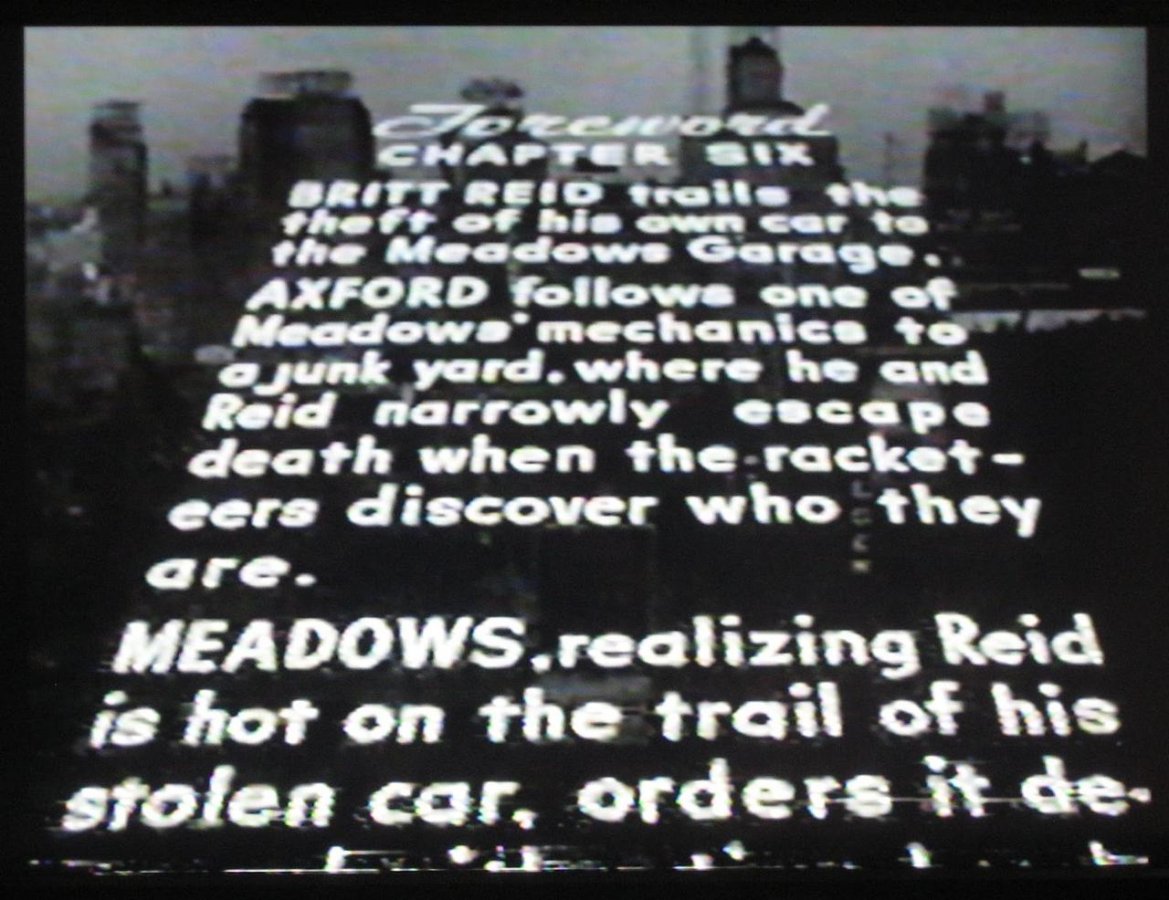 Foreword
CHAPTER SIX
BRITT REID trails the
theft of his own car to
the Meadows Garage.
AXFORD follows one of
Meadows' mechanics to
a junk yard, where he and
Reid narrowly escape
death when the racket-
eers discover who they
are.
MEADOWS, realizing Reid
is hot on the trail of his
stolen car, orders it de-